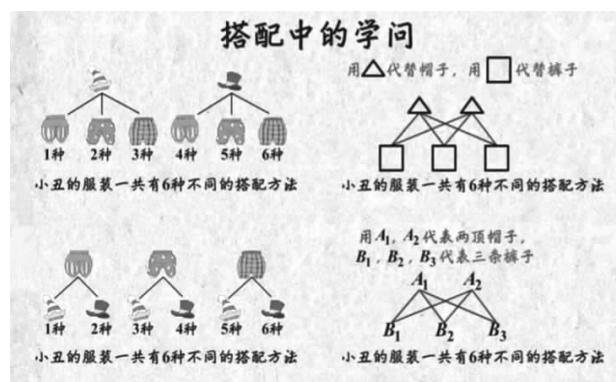 搭配中的学问
用△代替帽子，用□代替裤子
1种 2种 3种 4种 5种 6种
小丑的服装一共有6种不同的搭配方法
小丑的服装一共有6种不同的搭配方法
用A₁，A₂代表两顶帽子，
B₁，B₂，B₃代表三条裤子
A₁ A₂
1种 2种 3种 4种 5种 6种
B₁ B₂ B₃
小丑的服装一共有6种不同的搭配方法
小丑的服装一共有6种不同的搭配方法